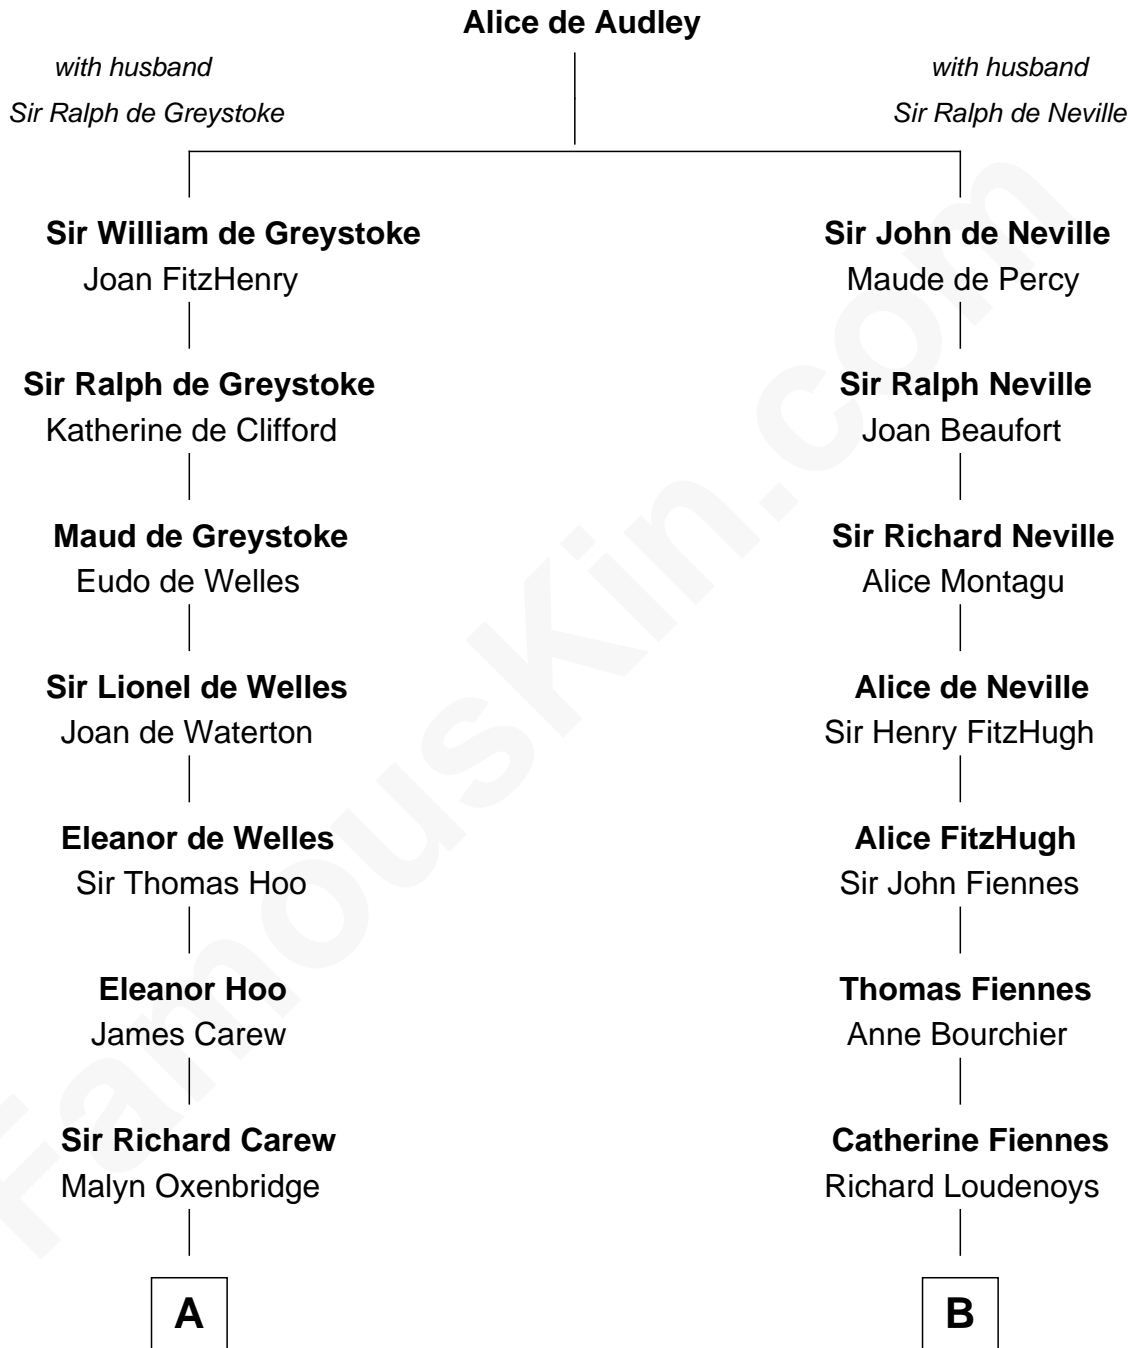 Alice de Audley
with husband
Sir Ralph de Greystoke
with husband
Sir Ralph de Neville
Sir William de Greystoke
Joan FitzHenry
Sir Ralph de Greystoke
Katherine de Clifford
Maud de Greystoke
Eudo de Welles
Sir Lionel de Welles
Joan de Waterton
Eleanor de Welles
Sir Thomas Hoo
Eleanor Hoo
James Carew
Sir Richard Carew
Malyn Oxenbridge
A
Sir John de Neville
Maude de Percy
Sir Ralph Neville
Joan Beaufort
Sir Richard Neville
Alice Montagu
Alice de Neville
Sir Henry FitzHugh
Alice FitzHugh
Sir John Fiennes
Thomas Fiennes
Anne Bourchier
Catherine Fiennes
Richard Loudenoys
B
FamousKin.com